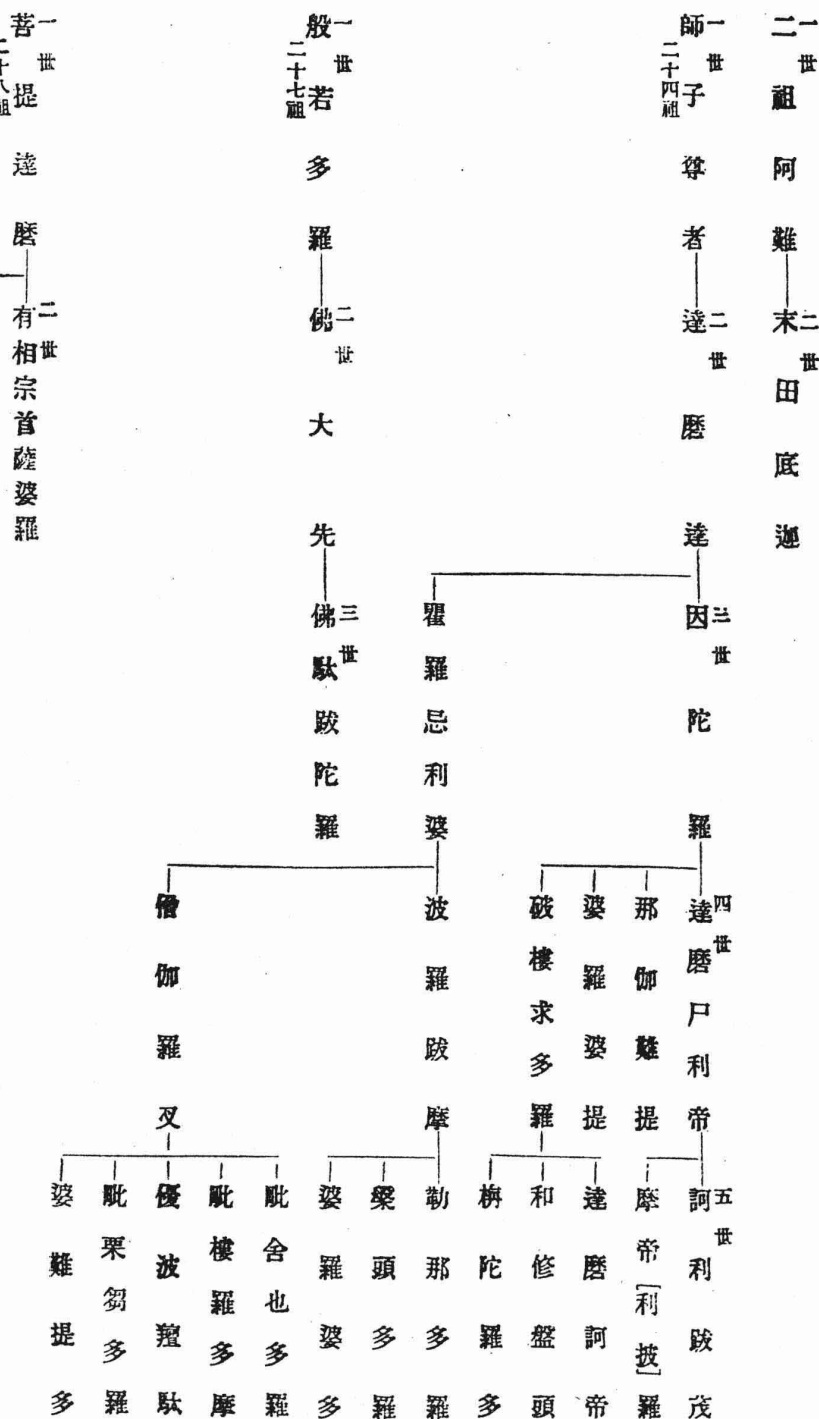 一世
二祖阿難
二世
末田底迦
一世
師子尊者
二十四祖
二世
達磨達
三世
因陀羅
瞿羅忌利婆
四世
達磨尸利帝
那伽難提
婆羅婆提
破樓求多羅
波羅跋摩
僧伽羅叉
五世
訶利跋茂
摩帝[利披]羅
達磨訶帝
和修盤頭
栴陀羅多
勒那多羅
槃頭多羅
婆羅婆多
毗舍也多羅
毗樓羅多摩
優波羶馱
毗栗芻多羅
婆難提多
一世
般若多羅
二十七祖
二世
佛大先
三世
佛馱跋陀羅
一世
菩提達磨
二十八祖
二世
有相宗首薩婆羅